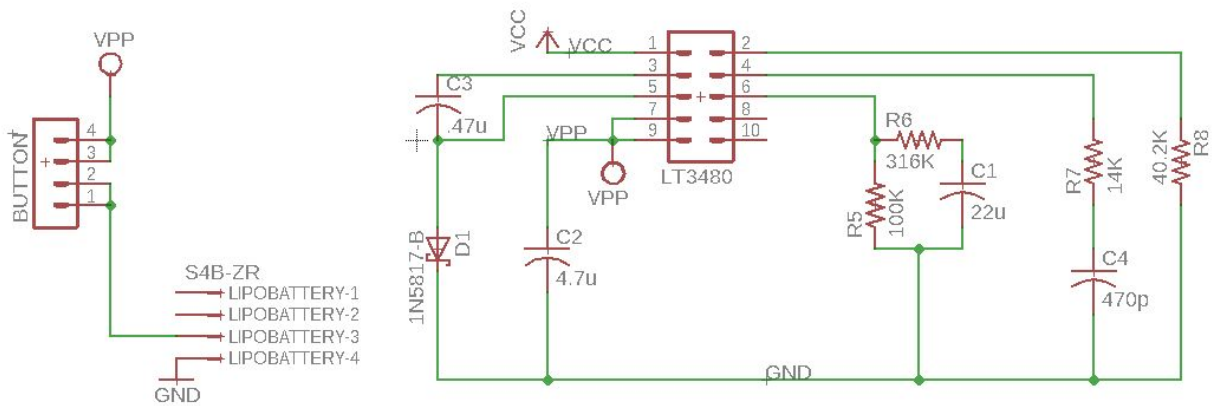 VPP
BUTTON
4
3
2
1
S4B-ZR
LIPOBATTERY-1
LIPOBATTERY-2
LIPOBATTERY-3
LIPOBATTERY-4
GND
VCC
VCC
C3
.47u
1N5817-B
D1
VPP
VPP
C2
4.7u
1
3
5
7
9
2
4
6
8
10
LT3480
R6
316K
R5
100K
C1
22u
R7
14K
C4
470p
40.2K
R8
GND